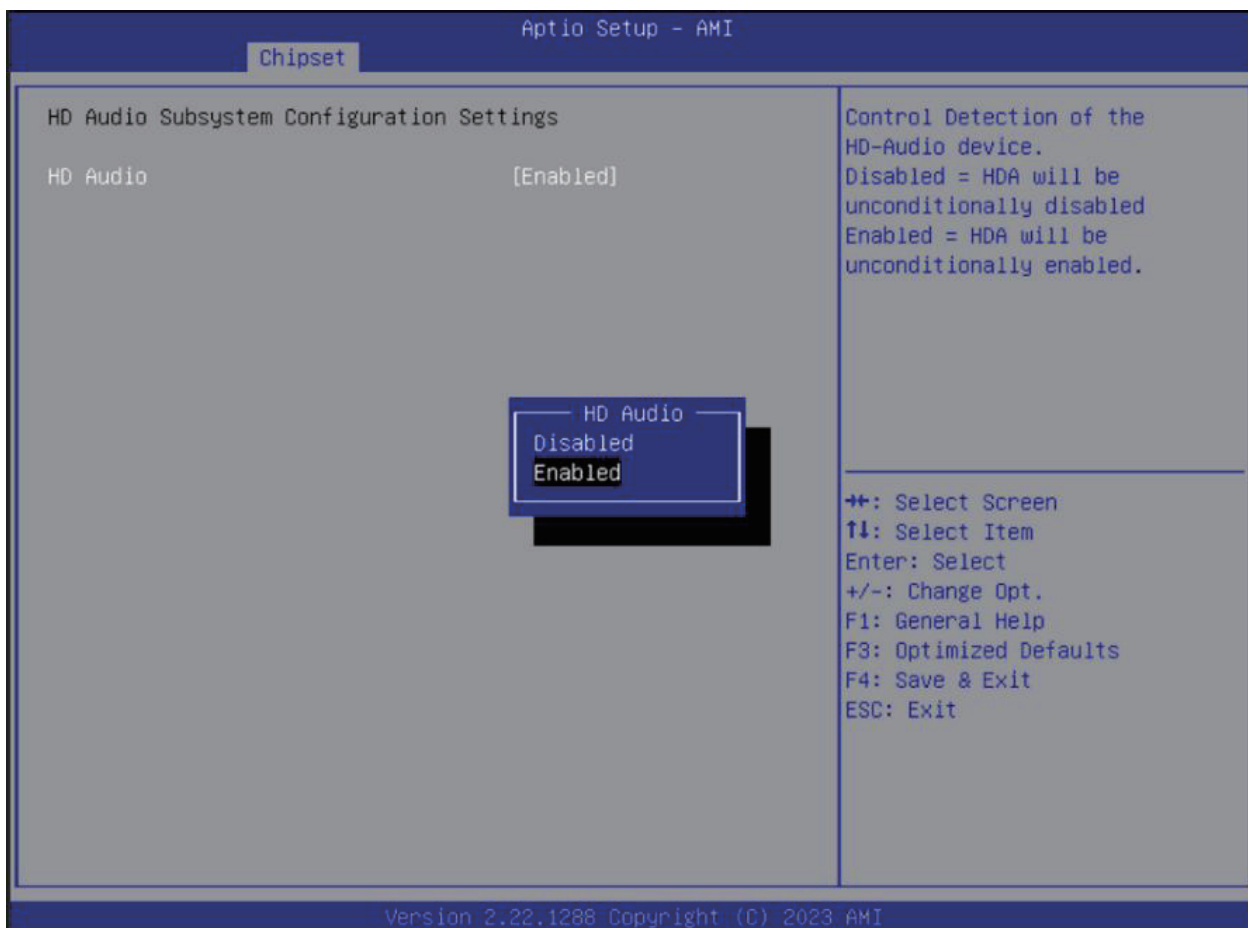 Aptio Setup - AMI
Chipset
HD Audio Subsystem Configuration Settings
HD Audio [Enabled]
Control Detection of the
HD-Audio device.
Disabled = HDA will be
unconditionally disabled
Enabled = HDA will be
unconditionally enabled.
HD Audio
Disabled
Enabled
→←: Select Screen
↑↓: Select Item
Enter: Select
+/-: Change Opt.
F1: General Help
F3: Optimized Defaults
F4: Save & Exit
ESC: Exit
Version 2.22.1288 Copyright (C) 2023 AMI